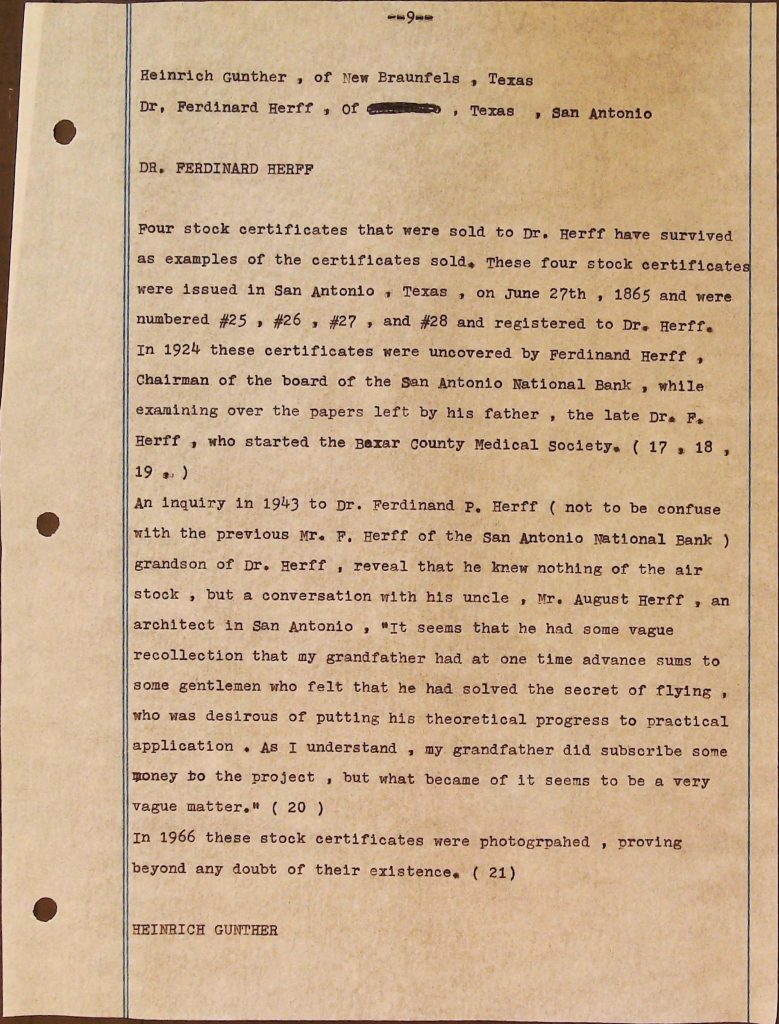 --9--
Heinrich Gunther , of New Braunfels , Texas
Dr, Ferdinard Herff , Of , Texas , San Antonio
DR. FERDINARD HERFF
Four stock certificates that were sold to Dr. Herff have survived
as examples of the certificates sold. These four stock certificates
were issued in San Antonio , Texas , on June 27th , 1865 and were
numbered #25 , #26 , #27 , and #28 and registered to Dr. Herff.
In 1924 these certificates were uncovered by Ferdinand Herff ,
Chairman of the board of the San Antonio National Bank , while
examining over the papers left by his father , the late Dr. F.
Herff , who started the Bexar County Medical Society. ( 17 , 18 ,
19 ,. )
An inquiry in 1943 to Dr. Ferdinand P. Herff ( not to be confuse
with the previous Mr. F. Herff of the San Antonio National Bank )
grandson of Dr. Herff , reveal that he knew nothing of the air
stock , but a conversation with his uncle , Mr. August Herff , an
architect in San Antonio , "It seems that he had some vague
recollection that my grandfather had at one time advance sums to
some gentlemen who felt that he had solved the secret of flying ,
who was desirous of putting his theoretical progress to practical
application . As I understand , my grandfather did subscribe some
money to the project , but what became of it seems to be a very
vague matter." ( 20 )
In 1966 these stock certificates were photogrpahed , proving
beyond any doubt of their existence. ( 21)
HEINRICH GUNTHER